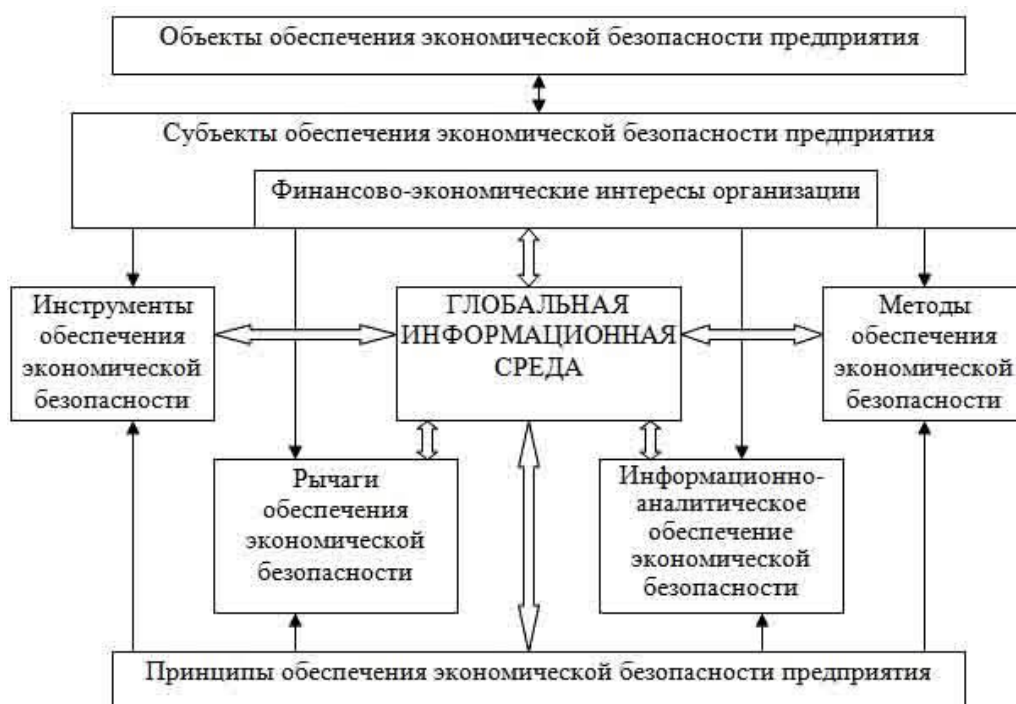 Объекты обеспечения экономической безопасности предприятия
Субъекты обеспечения экономической безопасности предприятия
Финансово-экономические интересы организации
Инструменты
обеспечения
экономической
безопасности
ГЛОБАЛЬНАЯ
ИНФОРМАЦИОННАЯ
СРЕДА
Методы
обеспечения
экономической
безопасности
Рычаги
обеспечения
экономической
безопасности
Информационно-
аналитическое
обеспечение
экономической
безопасности
Принципы обеспечения экономической безопасности предприятия